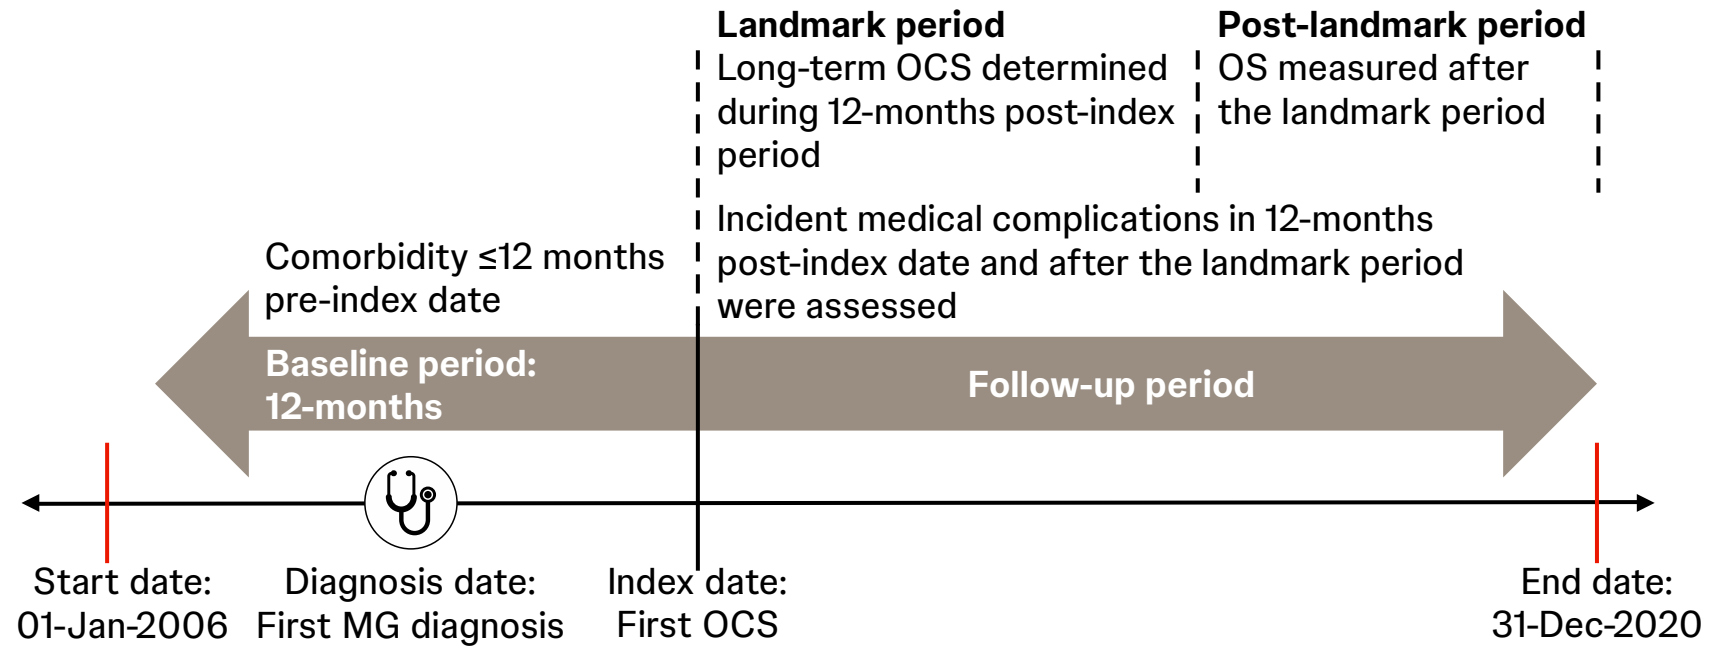 Landmark period
Long-term OCS determined
during 12-months post-index
period
Post-landmark period
OS measured after
the landmark period
Incident medical complications in 12-months
post-index date and after the landmark period
were assessed
Comorbidity ≤12 months
pre-index date
Baseline period:
12-months
Follow-up period
Start date:
01-Jan-2006
Diagnosis date:
First MG diagnosis
Index date:
First OCS
End date:
31-Dec-2020